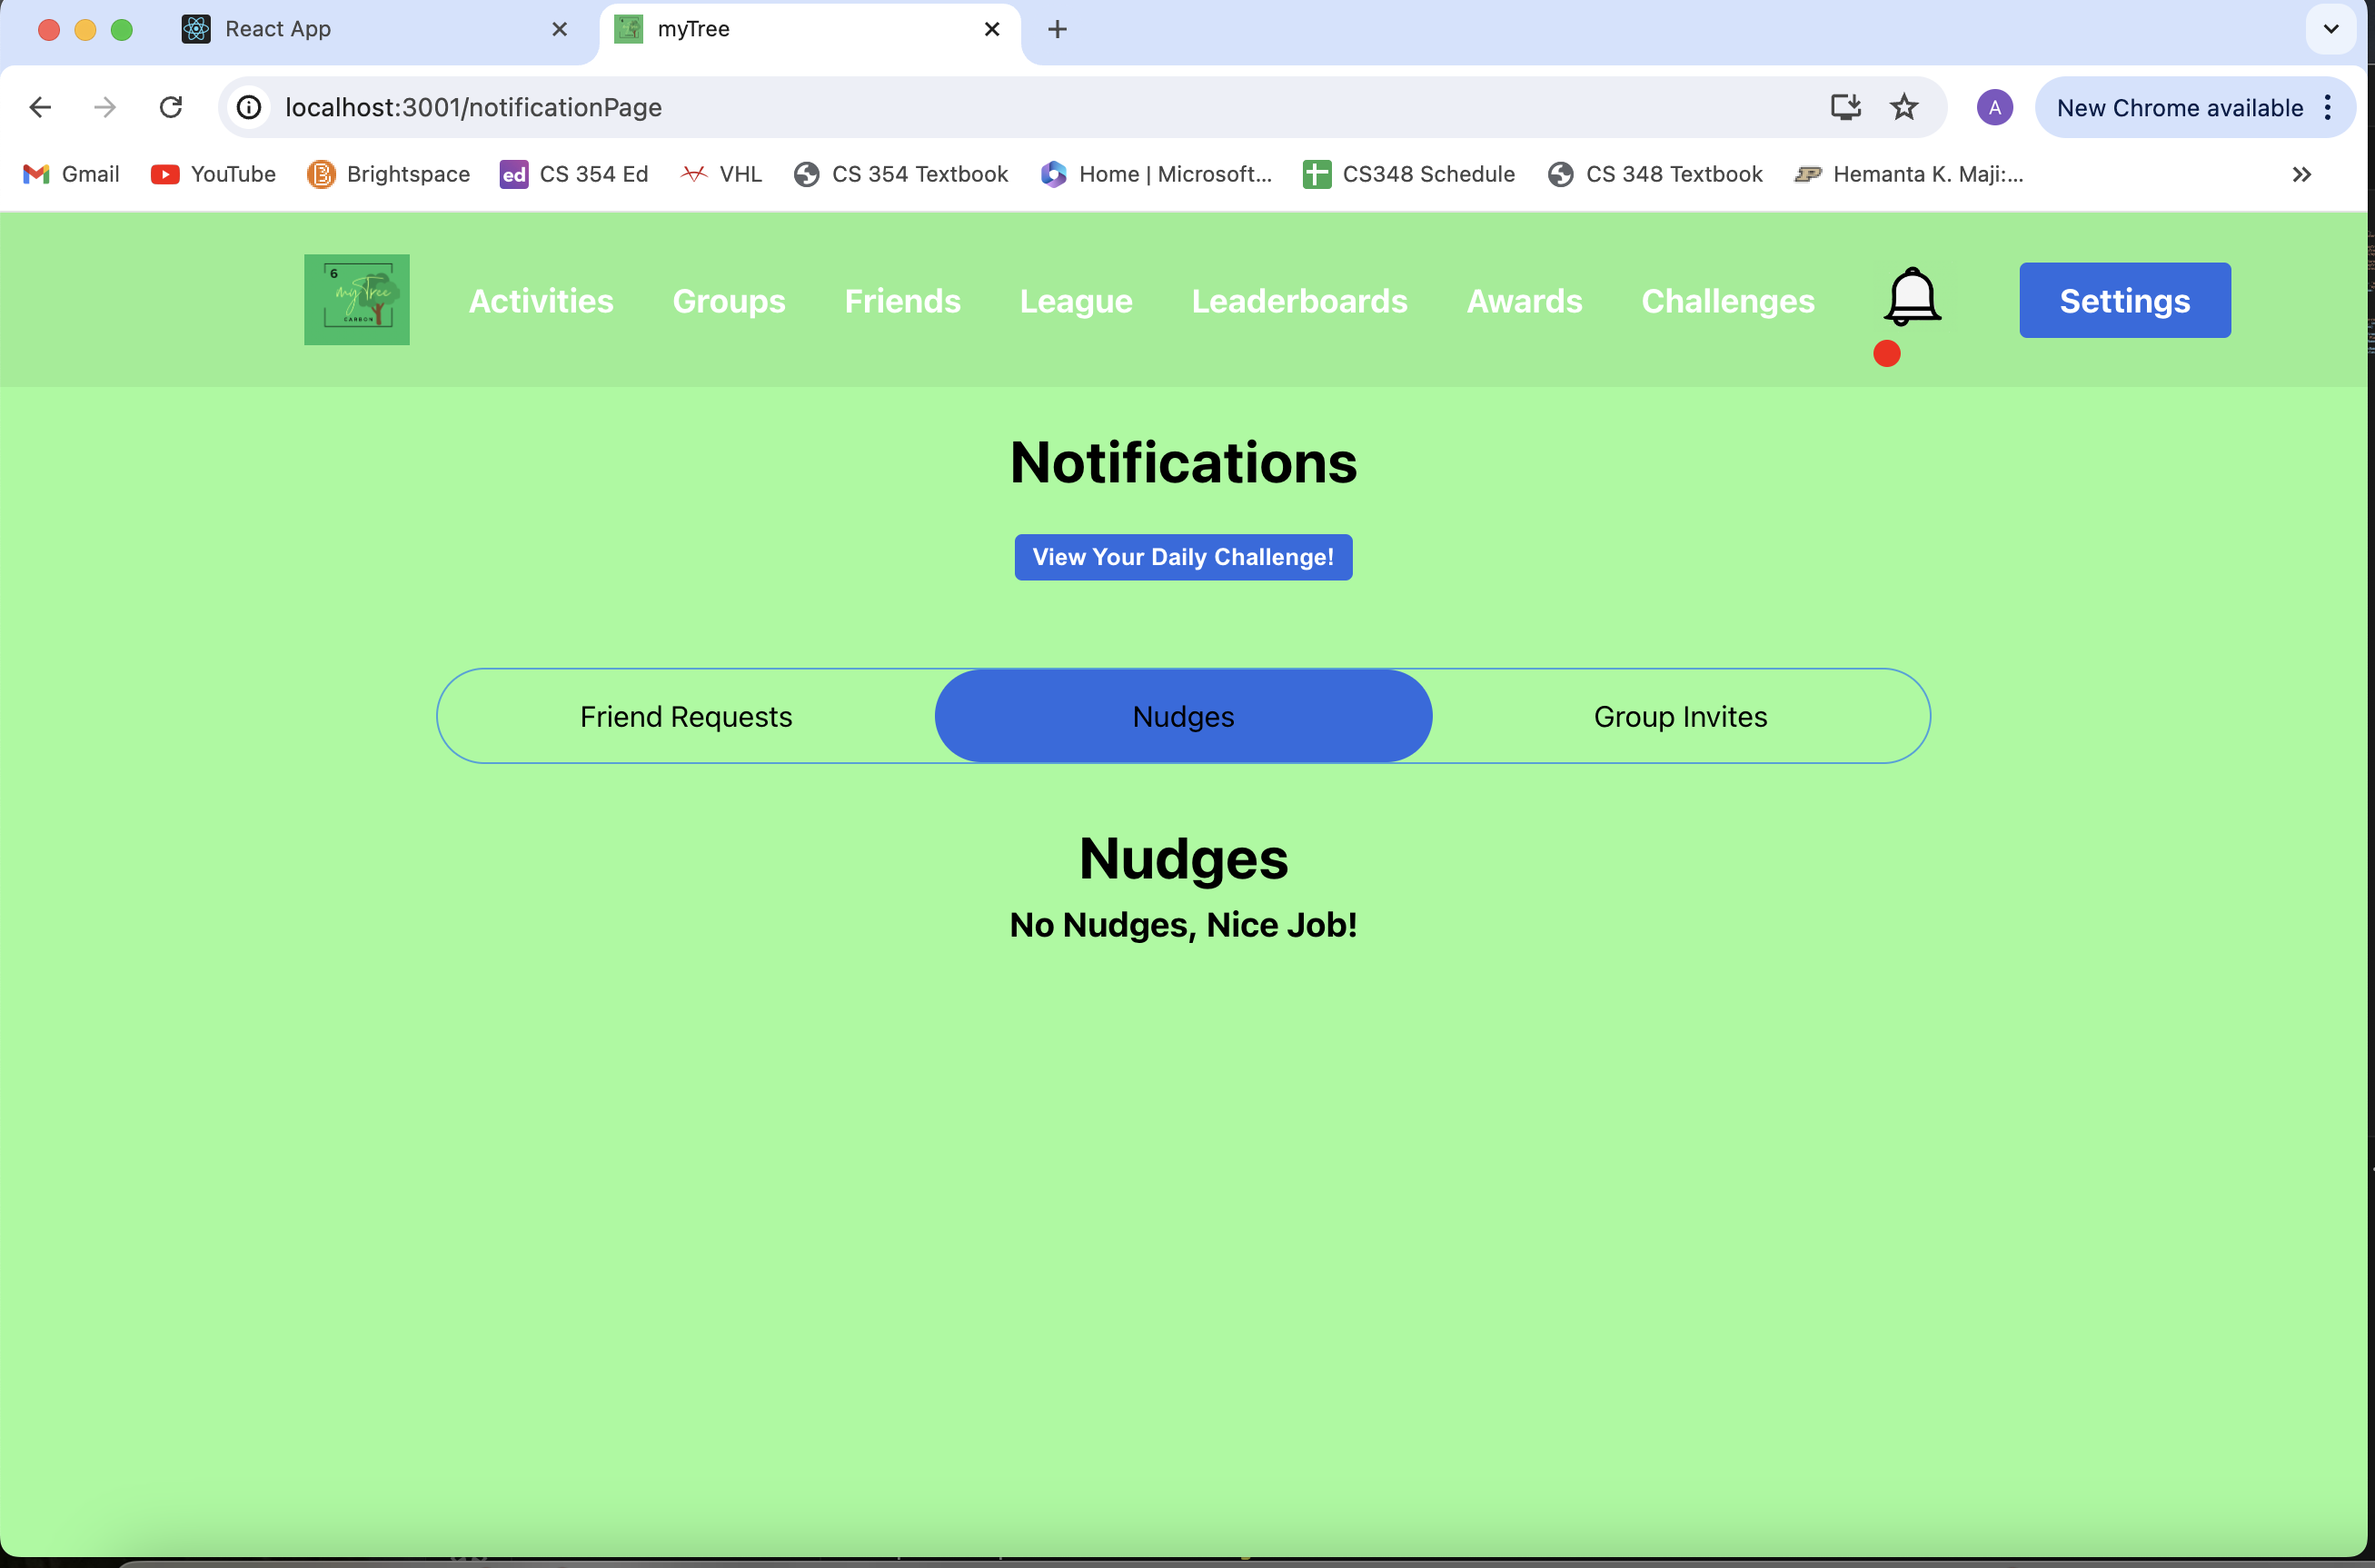 React App
myTree
localhost:3001/notificationPage
A
New Chrome available
Gmail
YouTube
Brightspace
ed
CS 354 Ed
VHL
CS 354 Textbook
Home | Microsoft...
CS348 Schedule
CS 348 Textbook
Hemanta K. Maji:...
6
myTree
CARBON
Activities
Groups
Friends
League
Leaderboards
Awards
Challenges
Settings
Notifications
View Your Daily Challenge!
Friend Requests
Nudges
Group Invites
Nudges
No Nudges, Nice Job!